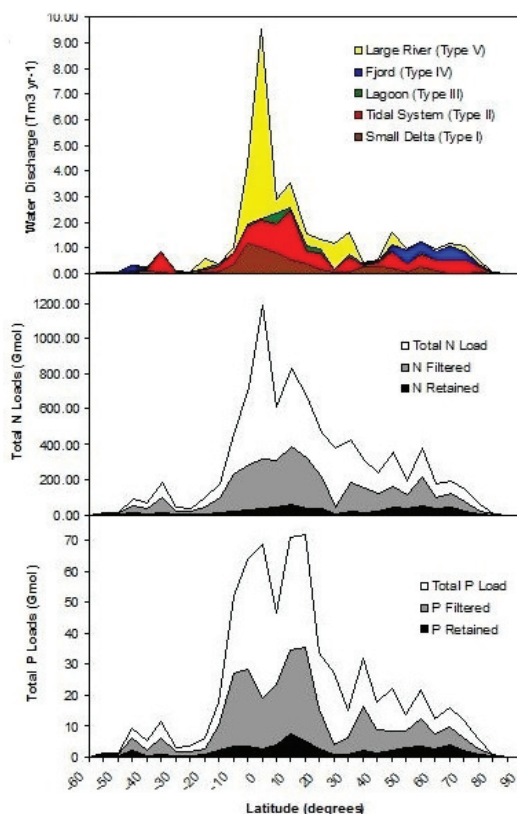 10.00
9.00
8.00
7.00
6.00
5.00
4.00
3.00
2.00
1.00
0.00
Water Discharge (Tm3 yr-1)
Large River (Type V)
Fjord (Type IV)
Lagoon (Type III)
Tidal System (Type II)
Small Delta (Type I)
1200.00
1000.00
800.00
600.00
400.00
200.00
0.00
Total N Loads (Gmol)
Total N Load
N Filtered
N Retained
70
60
50
40
30
20
10
0
Total P Loads (Gmol)
Total P Load
P Filtered
P Retained
-60 -50 -40 -30 -20 -10 0 10 20 30 40 50 60 70 80 90
Latitude (degrees)